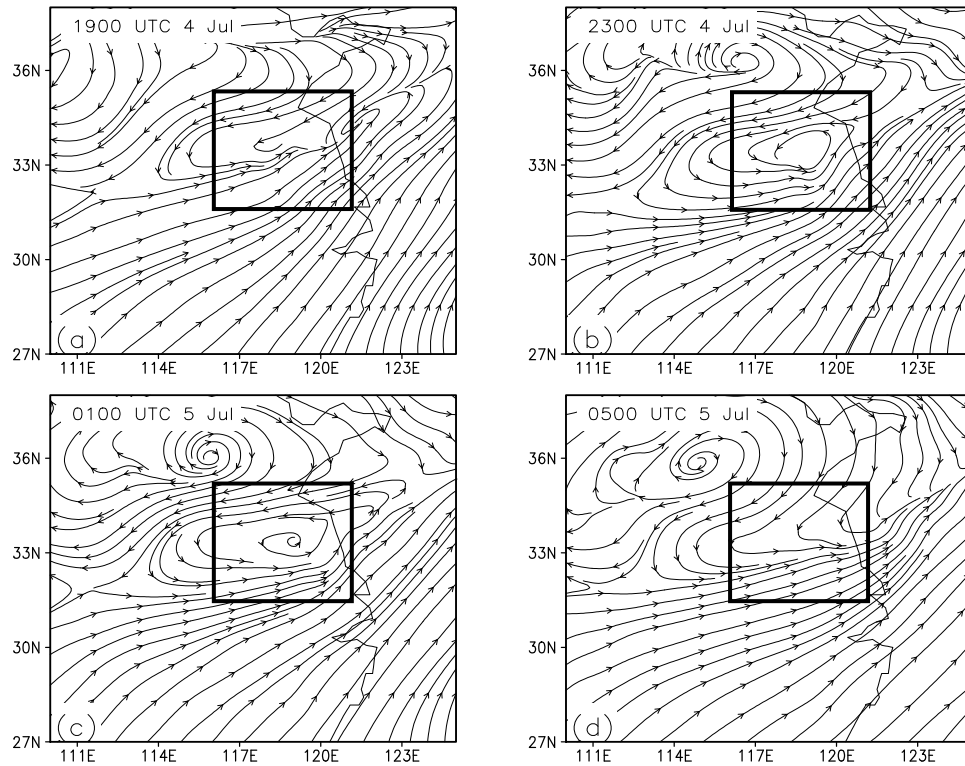 1900 UTC 4 Jul
36N
33N
30N
27N
(a)
111E 114E 117E 120E 123E
2300 UTC 4 Jul
36N
33N
30N
27N
(b)
111E 114E 117E 120E 123E
0100 UTC 5 Jul
36N
33N
30N
27N
(c)
111E 114E 117E 120E 123E
0500 UTC 5 Jul
36N
33N
30N
27N
(d)
111E 114E 117E 120E 123E